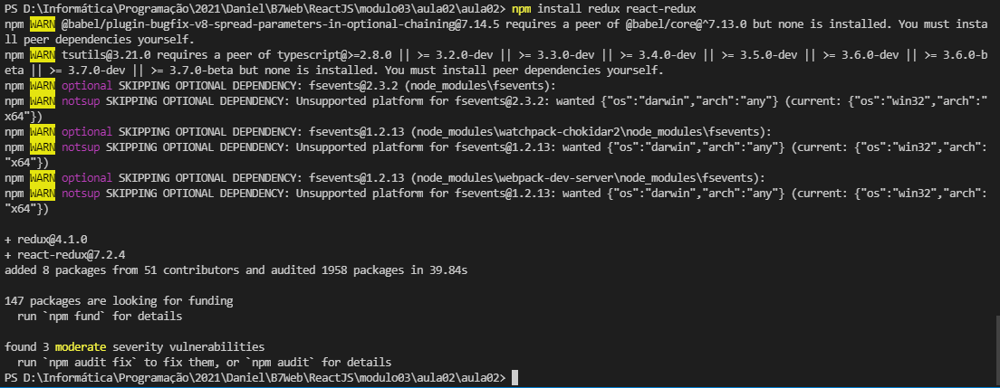 PS D:\Informática\Programação\2021\Daniel\B7Web\ReactJS\modulo03\aula02\aula02> npm install redux react-redux
npm WARN @babel/plugin-bugfix-v8-spread-parameters-in-optional-chaining@7.14.5 requires a peer of @babel/core@^7.13.0 but none is installed. You must insta
ll peer dependencies yourself.
npm WARN tsutils@3.21.0 requires a peer of typescript@>=2.8.0 || >= 3.2.0-dev || >= 3.3.0-dev || >= 3.4.0-dev || >= 3.5.0-dev || >= 3.6.0-dev || >= 3.6.0-b
eta || >= 3.7.0-dev || >= 3.7.0-beta but none is installed. You must install peer dependencies yourself.
npm WARN optional SKIPPING OPTIONAL DEPENDENCY: fsevents@2.3.2 (node_modules\fsevents):
npm WARN notsup SKIPPING OPTIONAL DEPENDENCY: Unsupported platform for fsevents@2.3.2: wanted {"os":"darwin","arch":"any"} (current: {"os":"win32","arch":"
x64"})
npm WARN optional SKIPPING OPTIONAL DEPENDENCY: fsevents@1.2.13 (node_modules\watchpack-chokidar2\node_modules\fsevents):
npm WARN notsup SKIPPING OPTIONAL DEPENDENCY: Unsupported platform for fsevents@1.2.13: wanted {"os":"darwin","arch":"any"} (current: {"os":"win32","arch":
"x64"})
npm WARN optional SKIPPING OPTIONAL DEPENDENCY: fsevents@1.2.13 (node_modules\webpack-dev-server\node_modules\fsevents):
npm WARN notsup SKIPPING OPTIONAL DEPENDENCY: Unsupported platform for fsevents@1.2.13: wanted {"os":"darwin","arch":"any"} (current: {"os":"win32","arch":
"x64"})
+ redux@4.1.0
+ react-redux@7.2.4
added 8 packages from 51 contributors and audited 1958 packages in 39.84s
147 packages are looking for funding
run `npm fund` for details
found 3 moderate severity vulnerabilities
run `npm audit fix` to fix them, or `npm audit` for details
PS D:\Informática\Programação\2021\Daniel\B7Web\ReactJS\modulo03\aula02\aula02>